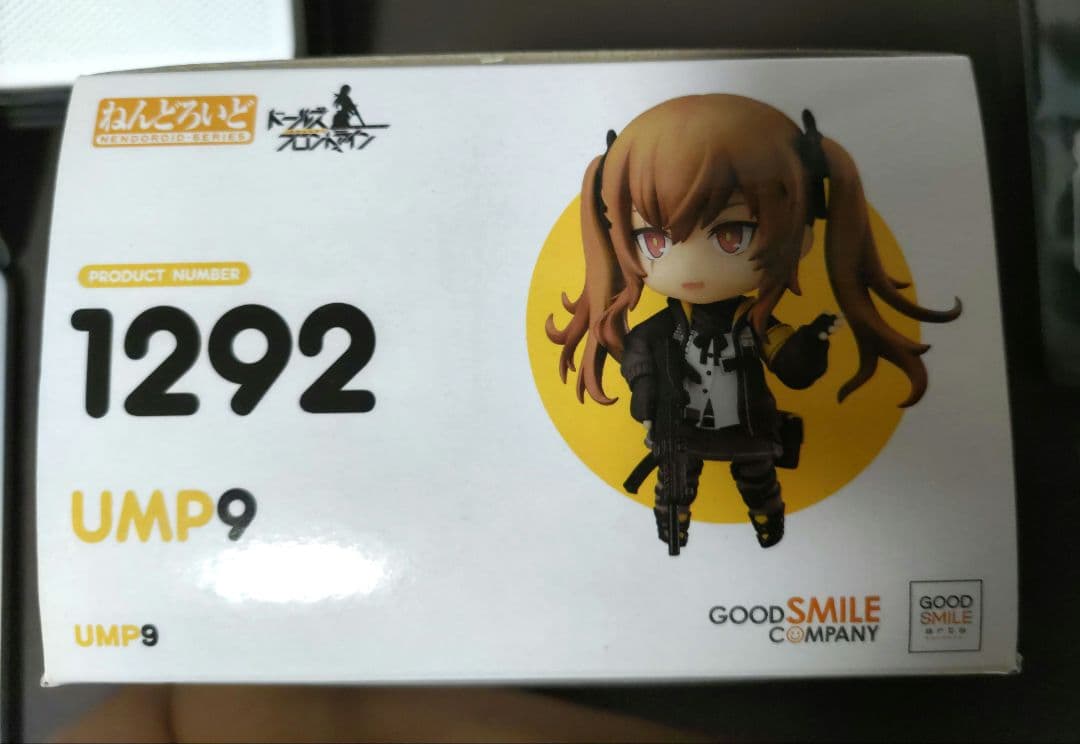 ねんどろいど
NENDOROID-SERIES
ドールズ
フロントライン
PRODUCT NUMBER
1292
UMP9
UMP9
GOOD SMILE
COMPANY
GOOD
SMILE
arts